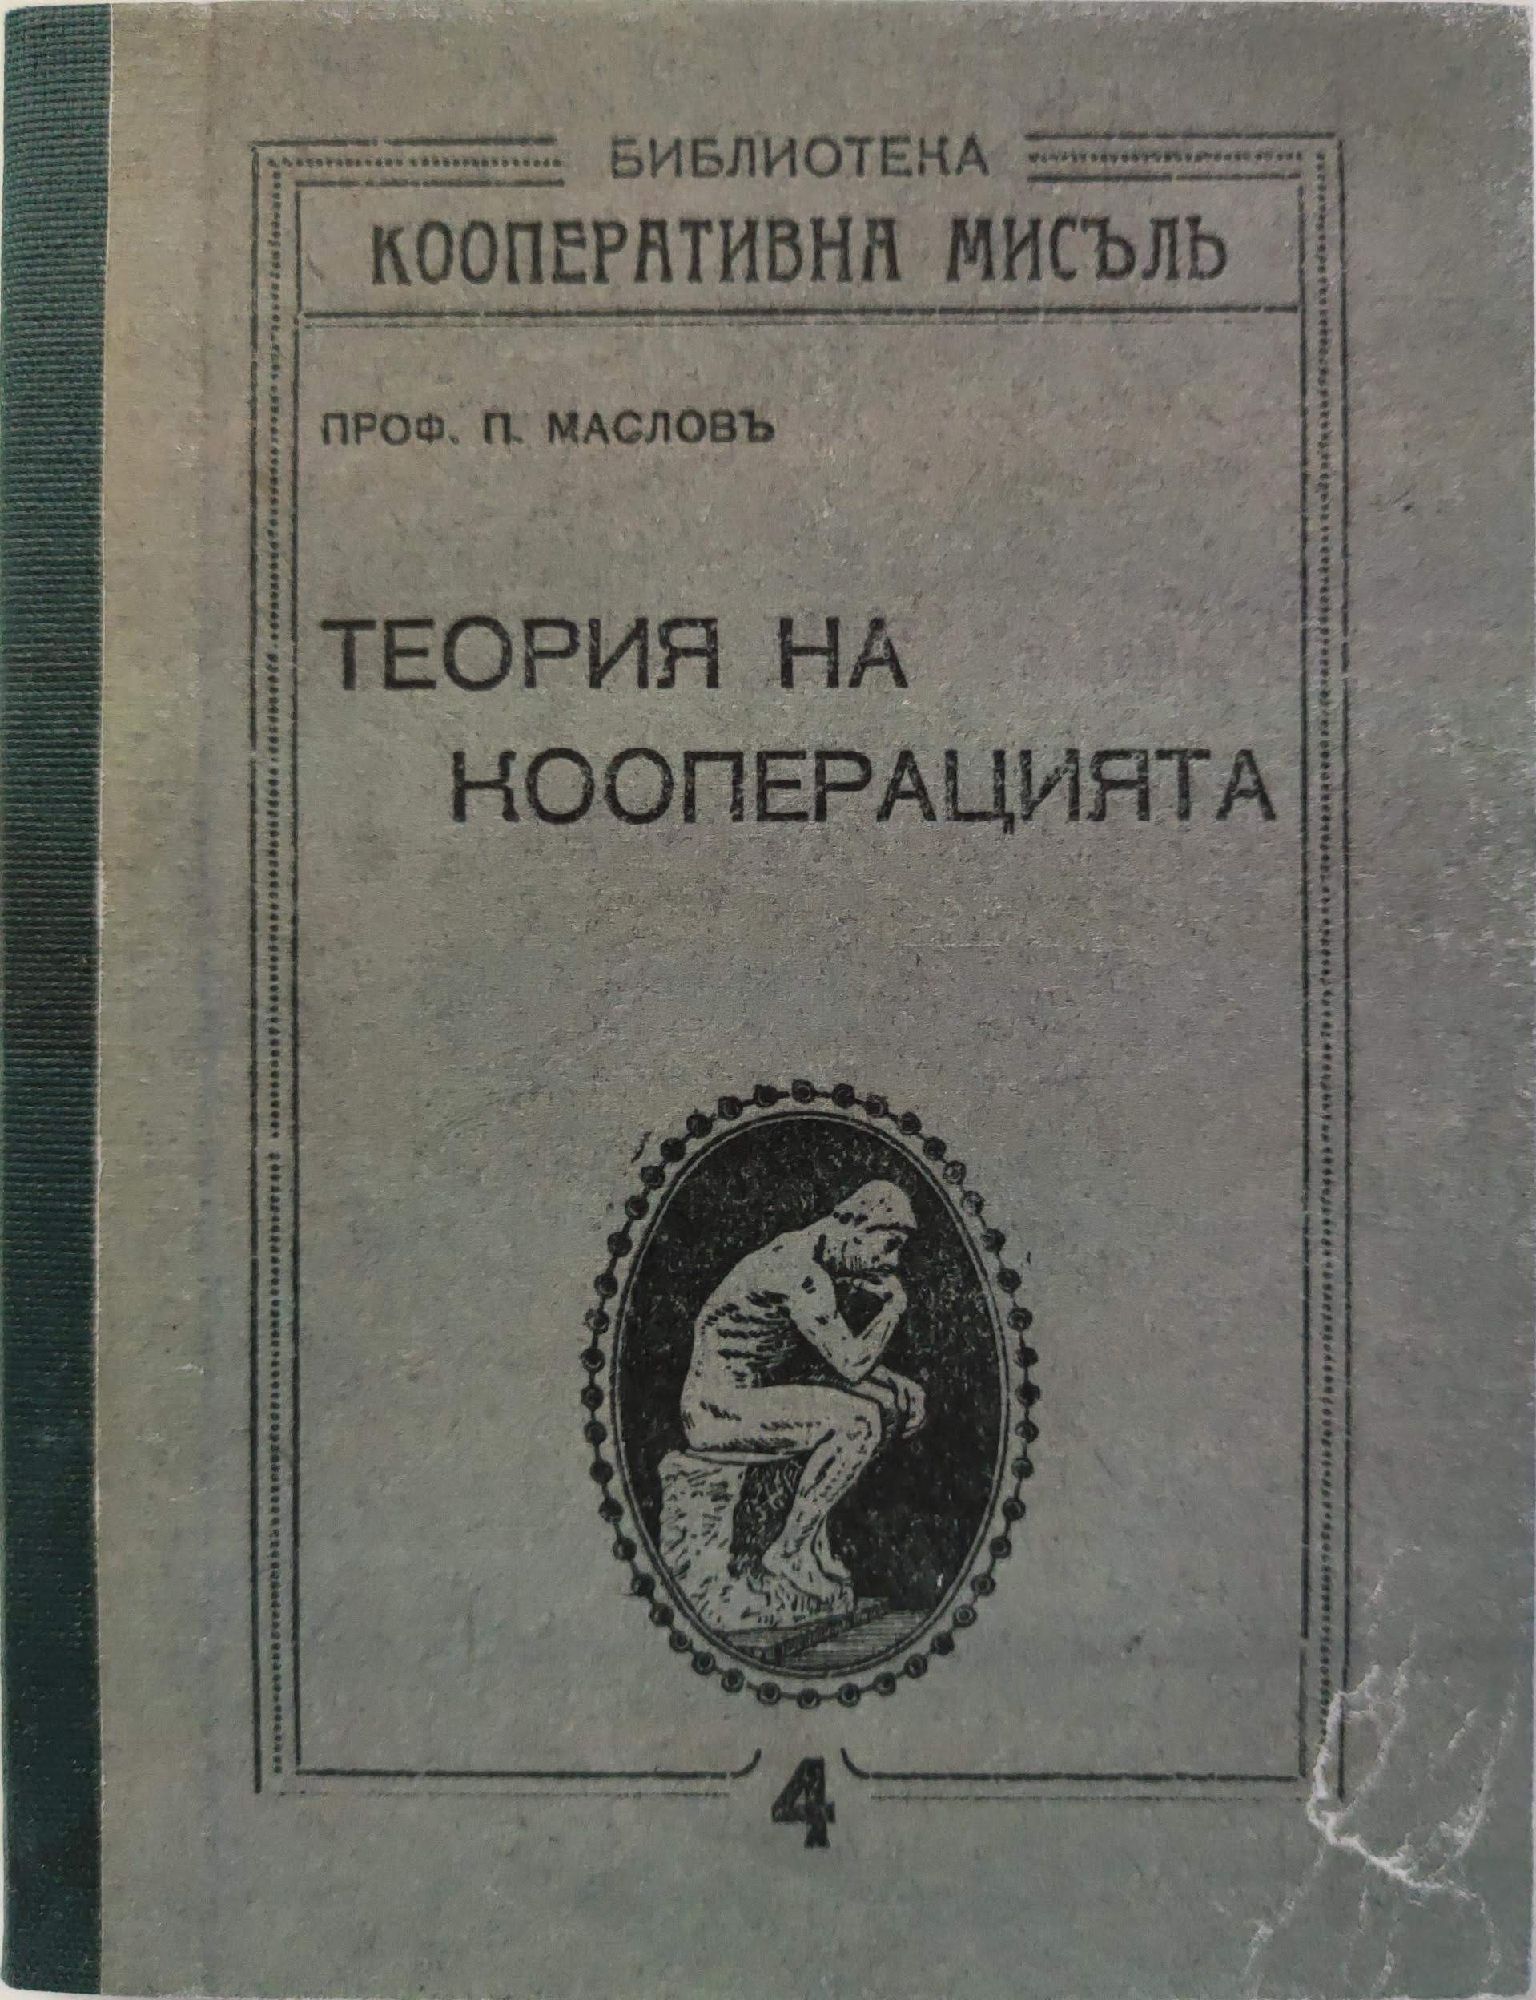 БИБЛИОТЕКА
КООПЕРАТИВНА МИСЪЛЬ
ПРОФ. П. МАСЛОВЪ
ТЕОРИЯ НА
КООПЕРАЦИЯТА
4